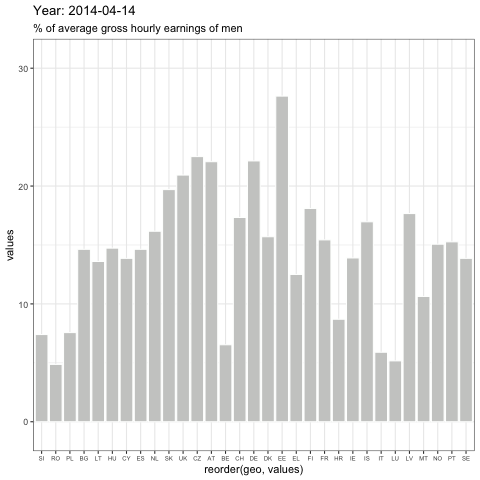 Year: 2014-04-14
% of average gross hourly earnings of men
30
20
10
0
values
SI RO PL BG LT HU CY ES NL SK UK CZ AT BE CH DE DK EE EL FI FR HR IE IS IT LU LV MT NO PT SE
reorder(geo, values)